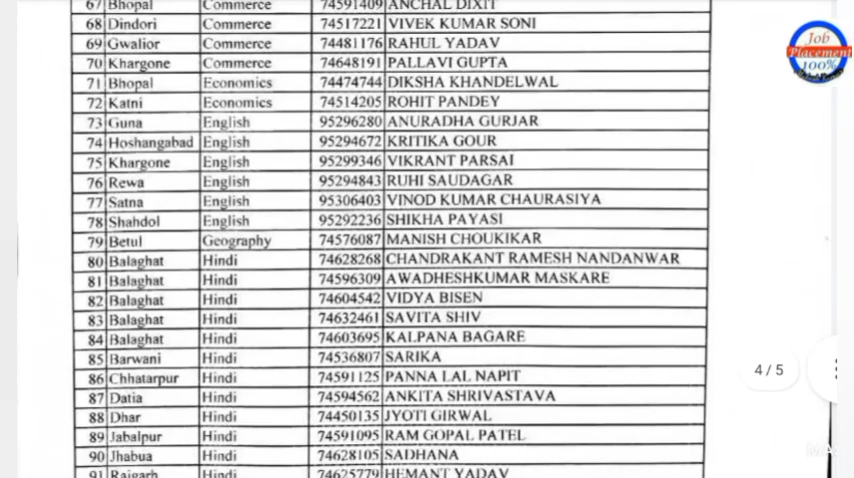 67 Bhopal Commerce 74591409 ANCHAL DIXIT
68 Dindori Commerce 74517221 VIVEK KUMAR SONI
69 Gwalior Commerce 74481176 RAHUL YADAV
70 Khargone Commerce 74648191 PALLAVI GUPTA
71 Bhopal Economics 74474744 DIKSHA KHANDELWAL
72 Katni Economics 74514205 ROHIT PANDEY
73 Guna English 95296280 ANURADHA GURJAR
74 Hoshangabad English 95294672 KRITIKA GOUR
75 Khargone English 95299346 VIKRANT PARSAI
76 Rewa English 95294843 RUHI SAUDAGAR
77 Satna English 95306403 VINOD KUMAR CHAURASIYA
78 Shahdol English 95292236 SHIKHA PAYASI
79 Betul Geography 74576087 MANISH CHOUKIKAR
80 Balaghat Hindi 74628268 CHANDRAKANT RAMESH NANDANWAR
81 Balaghat Hindi 74596309 AWADHESHKUMAR MASKARE
82 Balaghat Hindi 74604542 VIDYA BISEN
83 Balaghat Hindi 74632461 SAVITA SHIV
84 Balaghat Hindi 74603695 KALPANA BAGARE
85 Barwani Hindi 74536807 SARIKA
86 Chhatarpur Hindi 74591125 PANNA LAL NAPIT
87 Datia Hindi 74594562 ANKITA SHRIVASTAVA
88 Dhar Hindi 74450135 JYOTI GIRWAL
89 Jabalpur Hindi 74591095 RAM GOPAL PATEL
90 Jhabua Hindi 74628105 SADHANA
91 Rajgarh Hindi 74625779 HEMANT YADAV
Job
Placement
100%
4 / 5